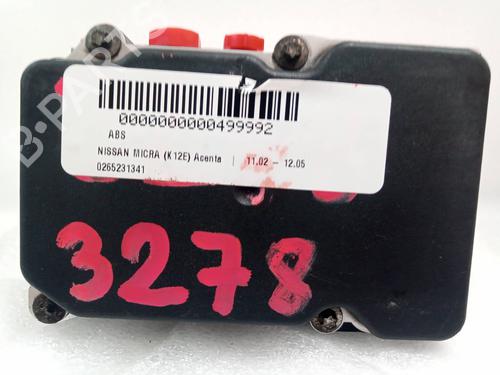 0000000000499992
ABS
NISSAN MICRA (K12E) Acenta | 11.02 – 12.05
0265231341
3278